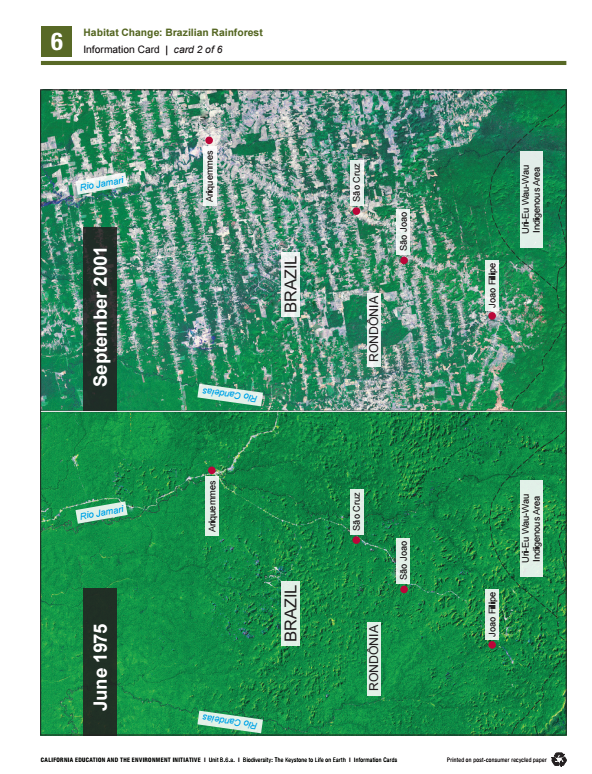 6
Habitat Change: Brazilian Rainforest
Information Card | card 2 of 6
September 2001
Rio Jamari
Ariquemmes
São Cruz
São Joao
Joao Fillipe
Uri-Eu Wau-Wau
Indigenous Area
BRAZIL
RONDÔNIA
Rio Candeias
June 1975
Rio Jamari
Ariquemmes
São Cruz
São Joao
Joao Fillipe
Uri-Eu Wau-Wau
Indigenous Area
BRAZIL
RONDÔNIA
Rio Candeias
CALIFORNIA EDUCATION AND THE ENVIRONMENT INITIATIVE I Unit B.6.a. I Biodiversity: The Keystone to Life on Earth I Information Cards
Printed on post-consumer recycled paper